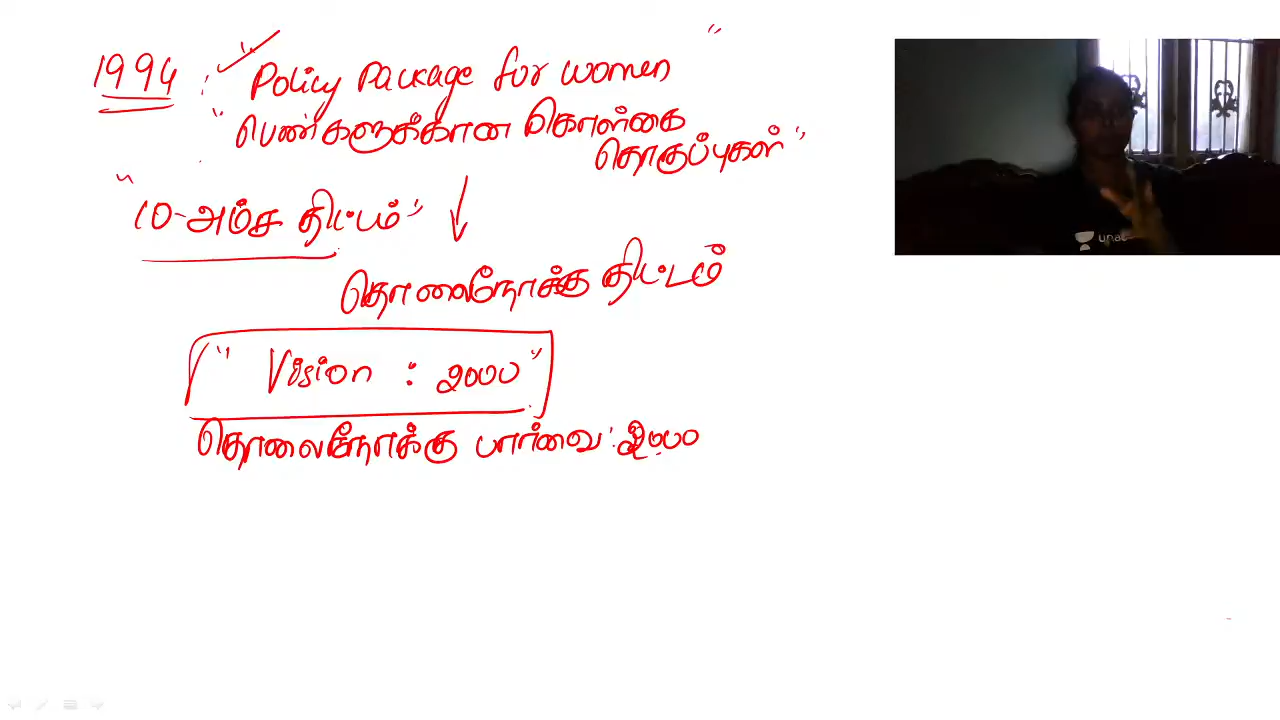 1994 : " Policy Package for women "
" பெண்களுக்கான கொள்கை
தொகுப்புகள் "
" 10-அம்ச திட்டம் "
தொலைநோக்கு திட்டம்
" Vision : 2000 "
தொலைநோக்கு பார்வை : 2000